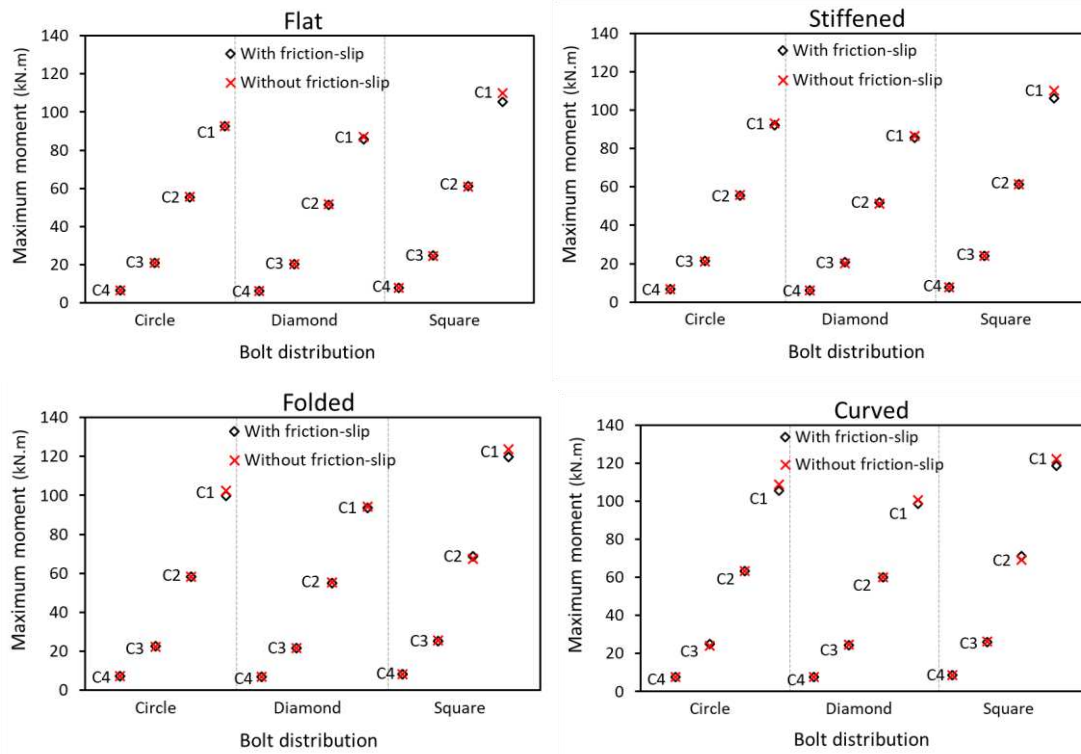 Flat
With friction-slip
Without friction-slip
Maximum moment (kN.m)
140
120
100
80
60
40
20
0
C4
C3
C2
C1
C4
C3
C2
C1
C4
C3
C2
C1
Circle Diamond Square
Bolt distribution
Stiffened
With friction-slip
Without friction-slip
Maximum moment (kN.m)
140
120
100
80
60
40
20
0
C4
C3
C2
C1
C4
C3
C2
C1
C4
C3
C2
C1
Circle Diamond Square
Bolt distribution
Folded
With friction-slip
Without friction-slip
Maximum moment (kN.m)
140
120
100
80
60
40
20
0
C4
C3
C2
C1
C4
C3
C2
C1
C4
C3
C2
C1
Circle Diamond Square
Bolt distribution
Curved
With friction-slip
Without friction-slip
Maximum moment (kN.m)
140
120
100
80
60
40
20
0
C4
C3
C2
C1
C4
C3
C2
C1
C4
C3
C2
C1
Circle Diamond Square
Bolt distribution